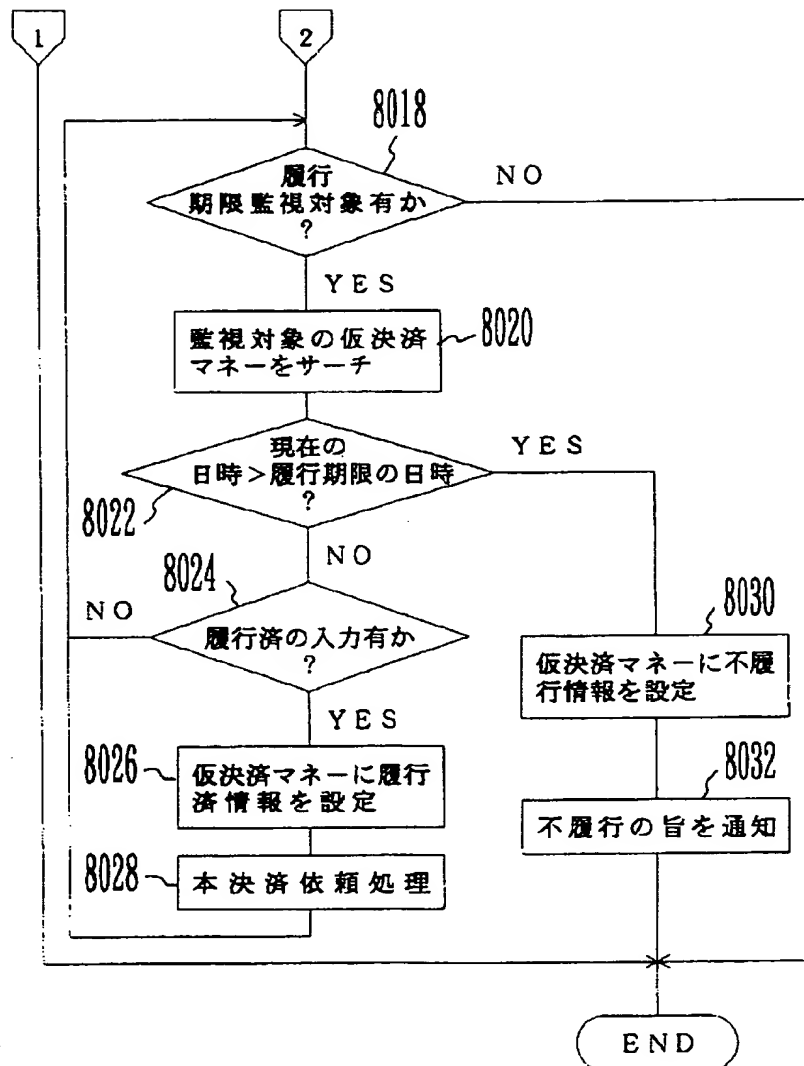 1
2
8018
履行
期限監視対象有か
?
NO
YES
監視対象の仮決済
マネーをサーチ
8020
現在の
日時>履行期限の日時
?
YES
8022
NO
8024
NO
履行済の入力有か
?
YES
8030
仮決済マネーに不履
行情報を設定
8026
仮決済マネーに履行
済情報を設定
8032
不履行の旨を通知
8028
本決済依頼処理
END